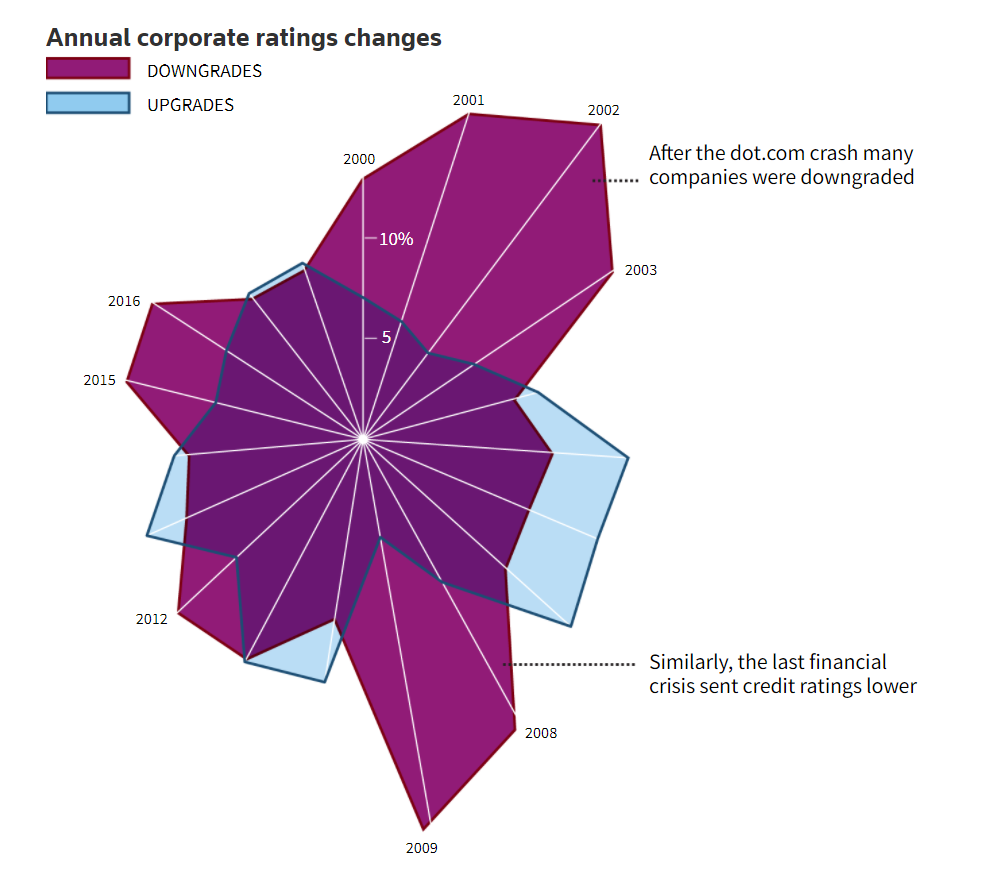 Annual corporate ratings changes
DOWNGRADES
UPGRADES
2001
2002
2000
After the dot.com crash many
companies were downgraded
10%
2003
2016
5
2015
2012
Similarly, the last financial
crisis sent credit ratings lower
2008
2009